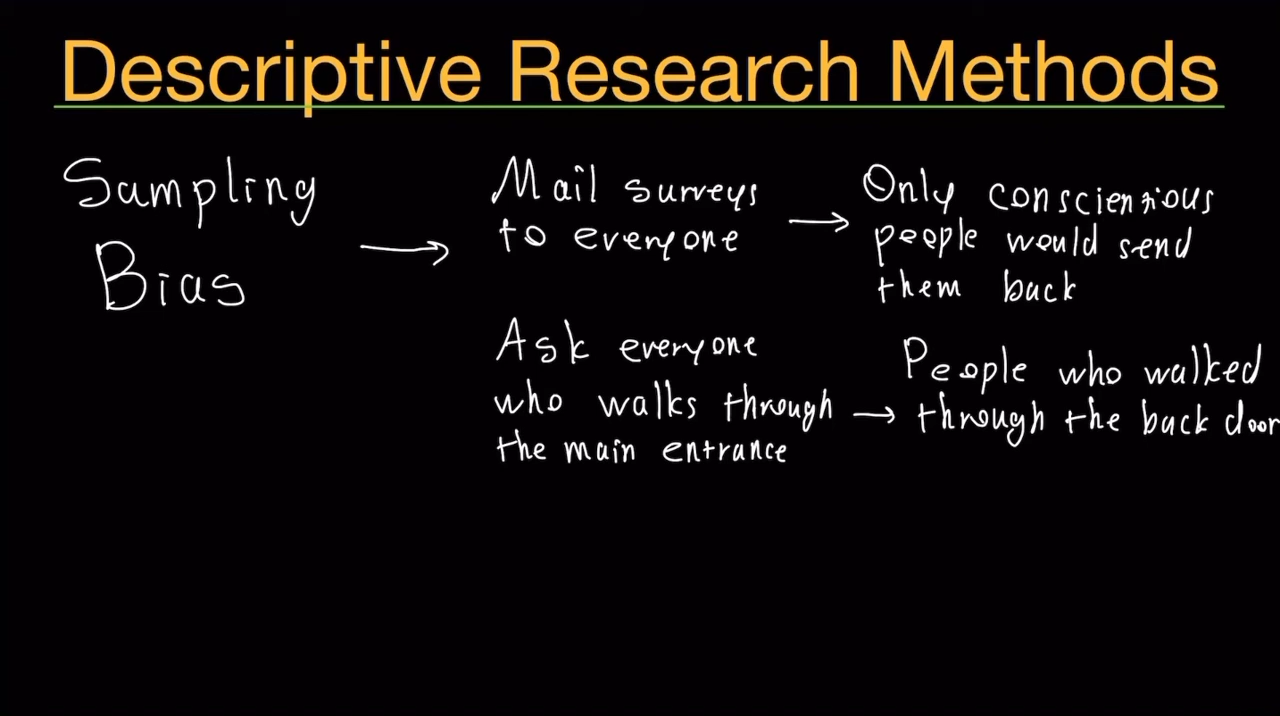 Descriptive Research Methods
Sampling
Bias
Mail surveys
to everyone
Only conscientious
people would send
them back
Ask everyone
who walks through
the main entrance
People who walked
through the back door